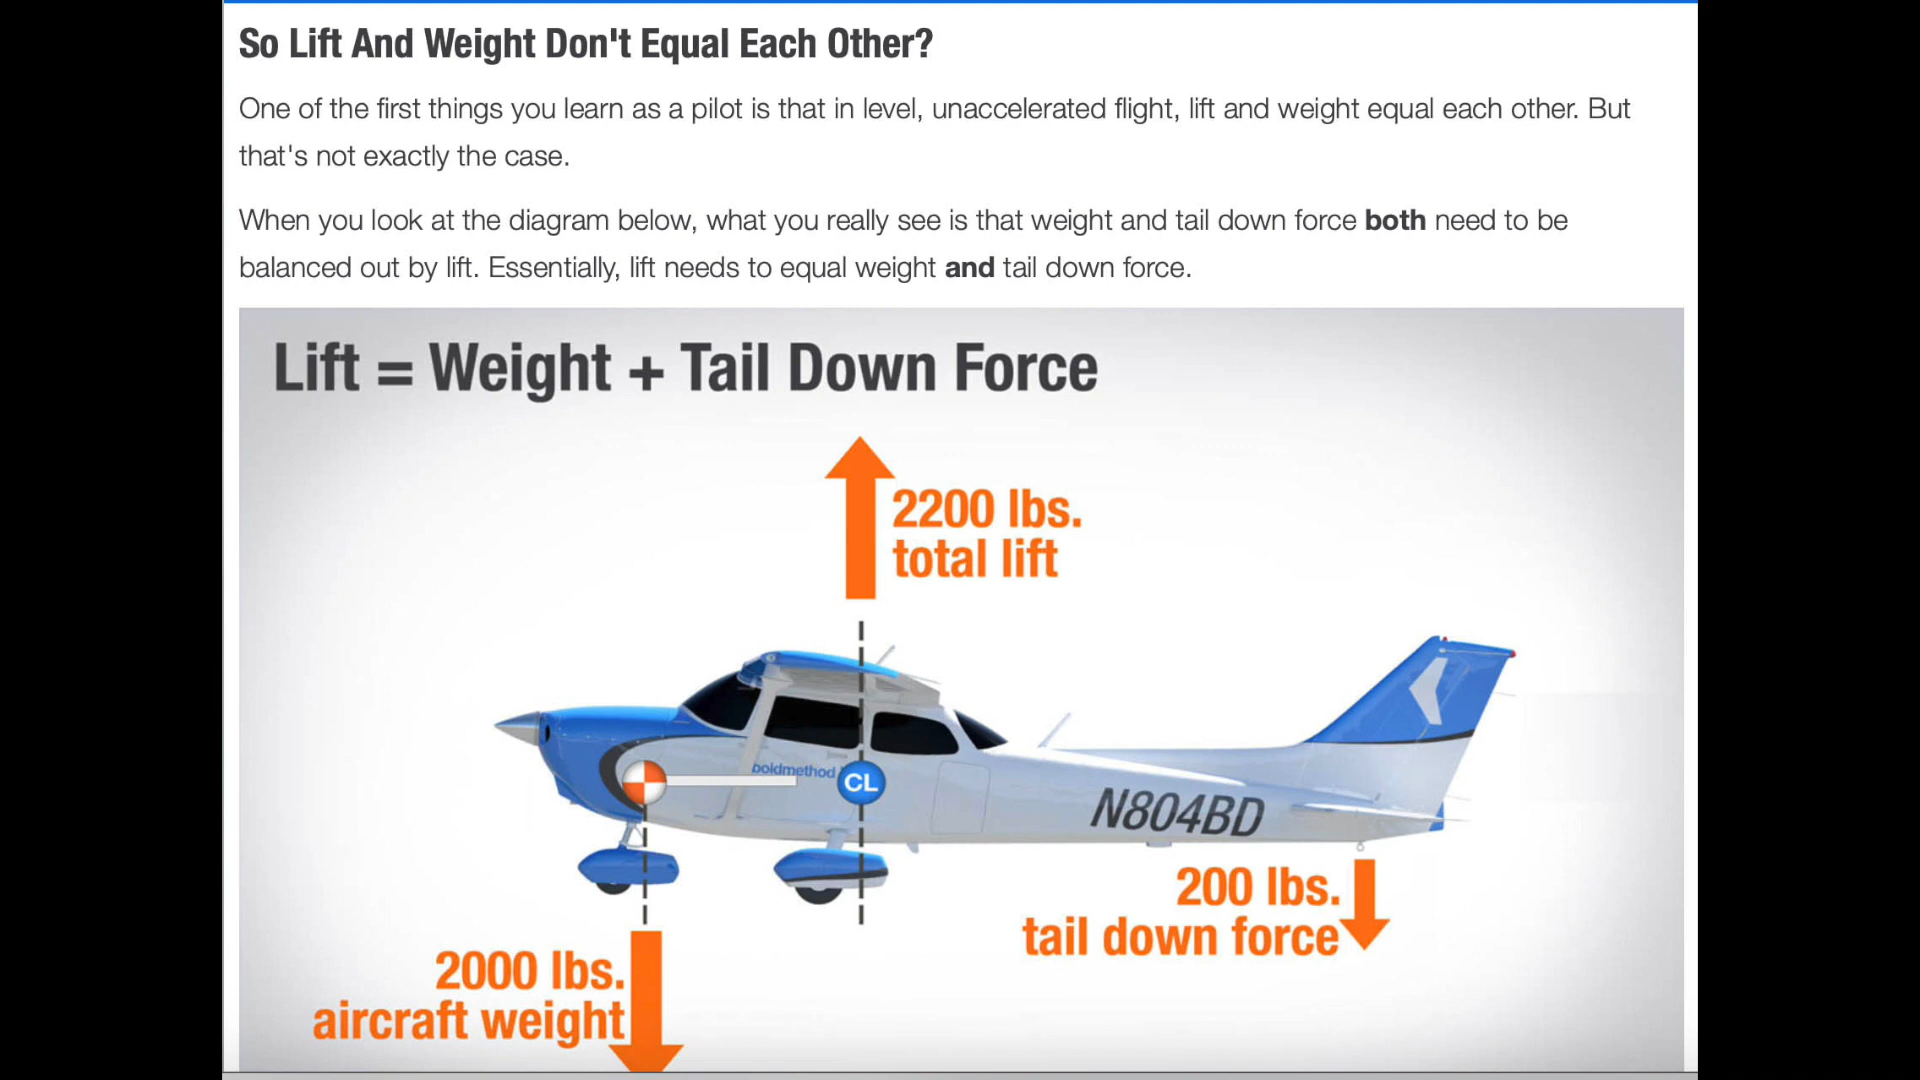 So Lift And Weight Don't Equal Each Other?
One of the first things you learn as a pilot is that in level, unaccelerated flight, lift and weight equal each other. But
that's not exactly the case.
When you look at the diagram below, what you really see is that weight and tail down force both need to be
balanced out by lift. Essentially, lift needs to equal weight and tail down force.
Lift = Weight + Tail Down Force
2200 lbs.
total lift
boldmethod
CL
N804BD
200 lbs.
tail down force
2000 lbs.
aircraft weight